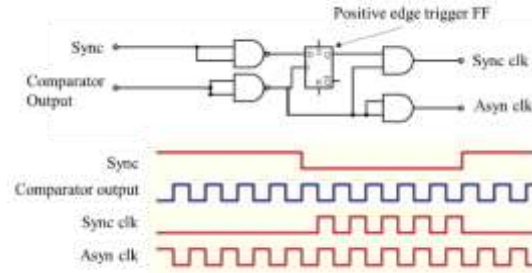 Positive edge trigger FF
Sync
Sync clk
Comparator
Output
Asyn clk
Sync
Comparator output
Sync clk
Asyn clk